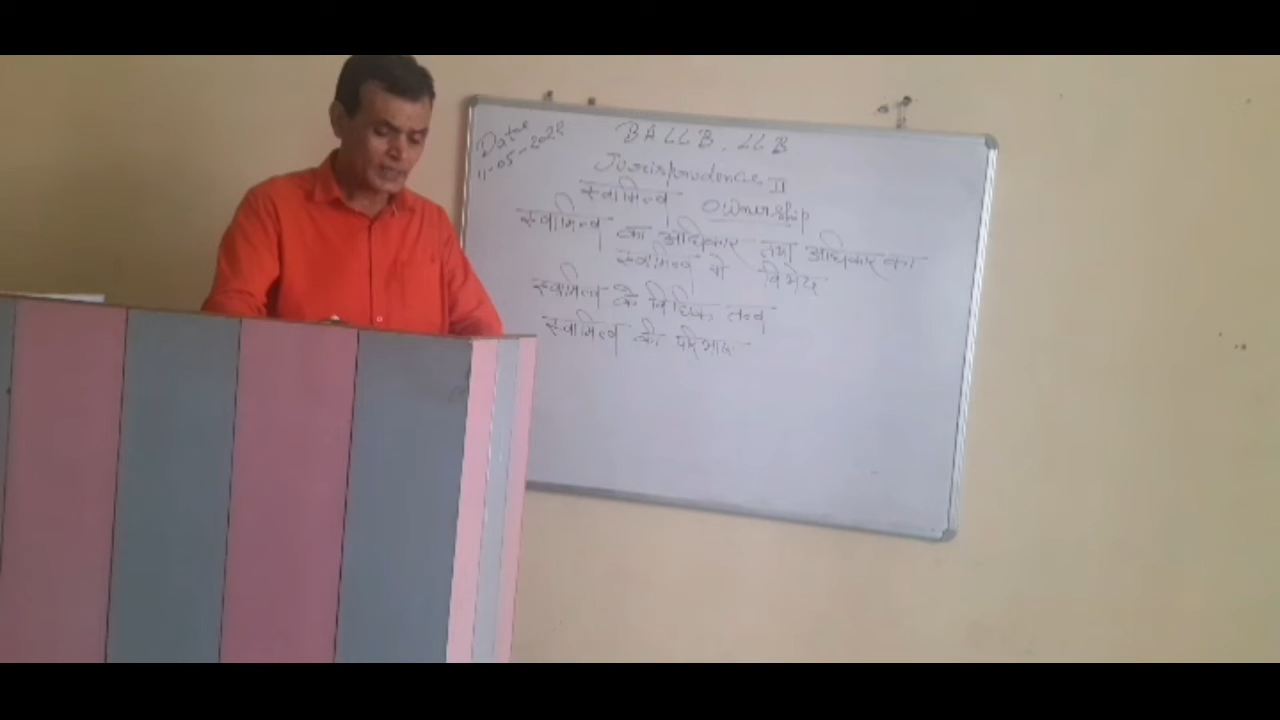 Date
11-05-2022
BALLB, LLB
Jurisprudence II
स्वामित्व Ownership
स्वामित्व का अधिकार तथा अधिकार का
स्वामित्व में विभेद
स्वामित्व के विधिक तत्व
स्वामित्व की परिभाषा